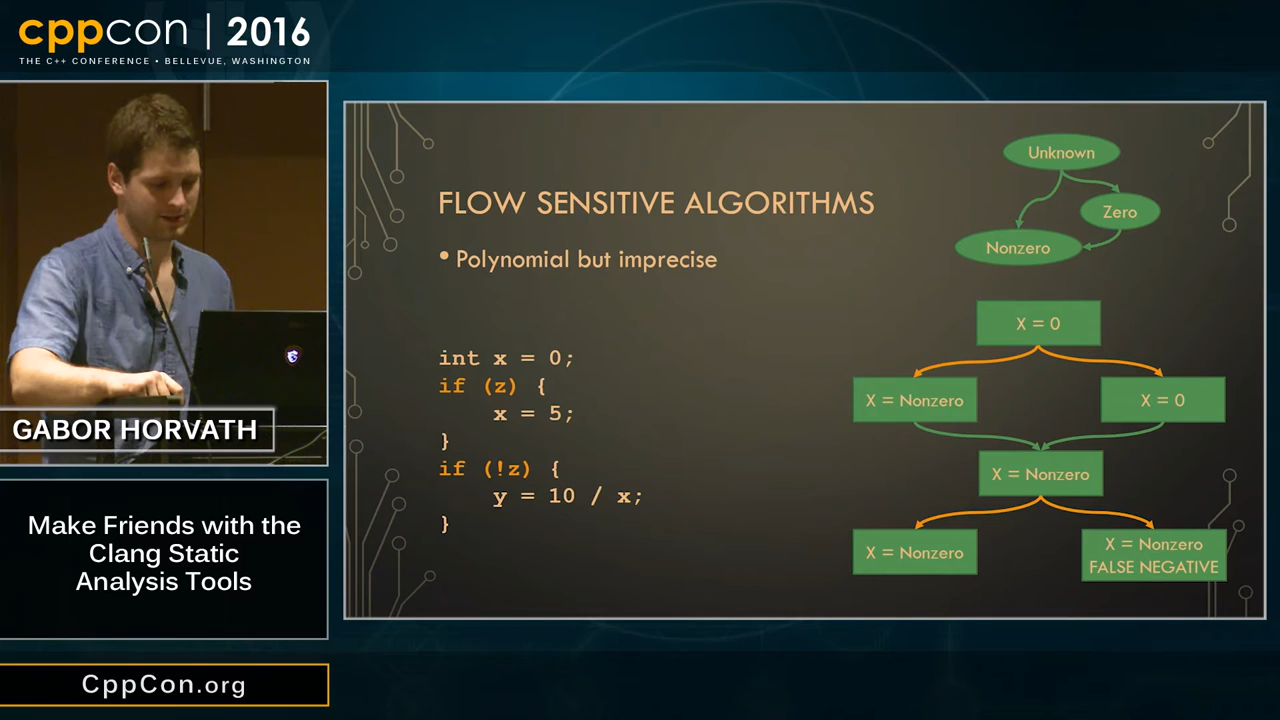 cppcon | 2016
THE C++ CONFERENCE • BELLEVUE, WASHINGTON
GABOR HORVATH
Make Friends with the
Clang Static
Analysis Tools
CppCon.org
FLOW SENSITIVE ALGORITHMS
• Polynomial but imprecise
int x = 0;
if (z) {
    x = 5;
}
if (!z) {
    y = 10 / x;
}
Unknown
Zero
Nonzero
X = 0
X = Nonzero
X = 0
X = Nonzero
X = Nonzero
X = Nonzero
FALSE NEGATIVE